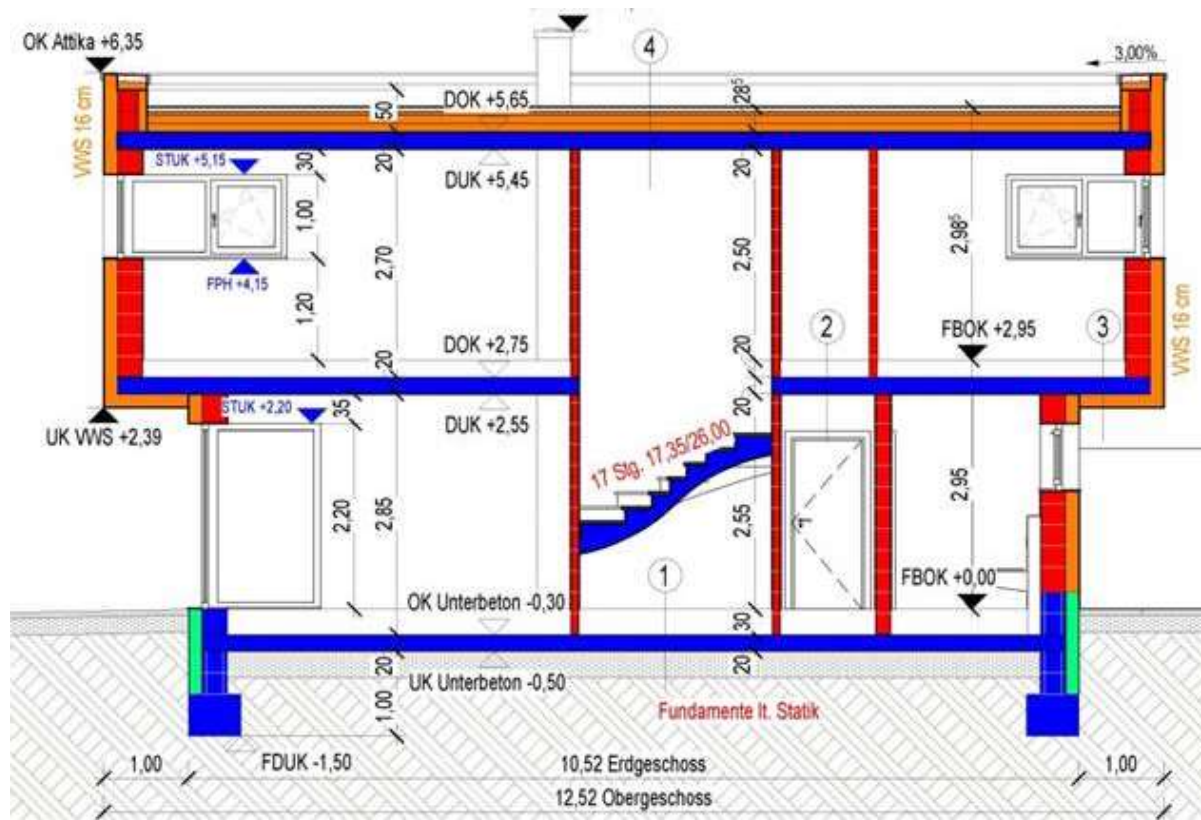 OK Attika +6,35
4
3,00%
VWS 16 cm
DOK +5,65
50
28⁵
STUK +5,15
30
20
DUK +5,45
20
1,00
2,70
2,50
2,98⁵
FPH +4,15
1,20
2
FBOK +2,95
3
VWS 16 cm
DOK +2,75
20
20
STUK +2,20
35
DUK +2,55
20
UK VWS +2,39
17 Stg. 17,35/26,00
2,20
2,85
2,55
2,95
1
FBOK +0,00
OK Unterbeton -0,30
30
20
UK Unterbeton -0,50
20
1,00
Fundamente lt. Statik
FDUK -1,50
1,00
10,52 Erdgeschoss
1,00
12,52 Obergeschoss